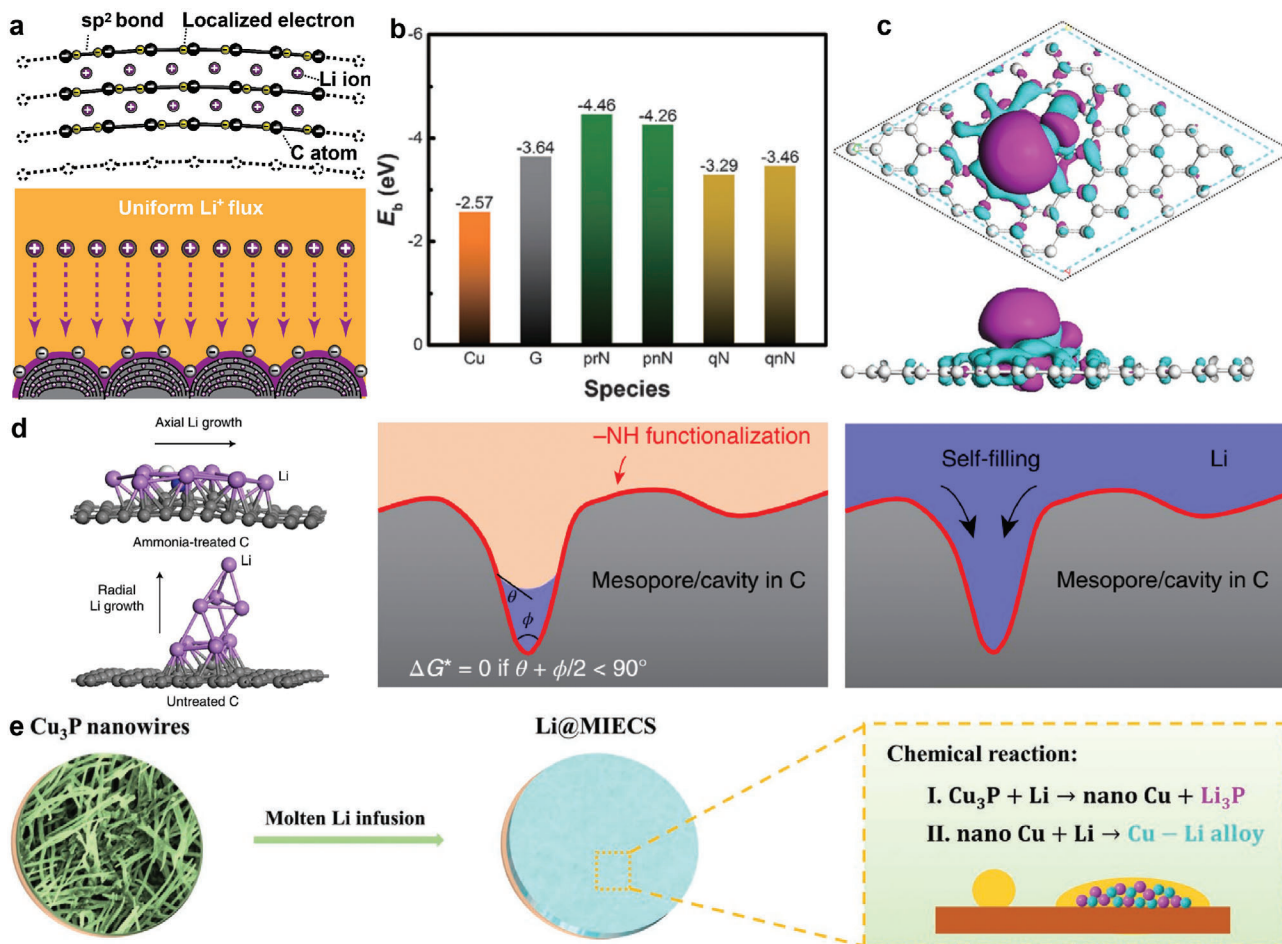 a
sp² bond
Localized electron
Li ion
C atom
Uniform Li⁺ flux
b
E_b (eV)
-6
-4
-2
0
-2.57
-3.64
-4.46
-4.26
-3.29
-3.46
Cu
G
prN
pnN
qN
qnN
Species
c
d
Axial Li growth
Li
Ammonia-treated C
Radial
Li growth
Li
Untreated C
–NH functionalization
Mesopore/cavity in C
θ
ϕ
ΔG* = 0 if θ + ϕ/2 < 90°
Self-filling
Li
Mesopore/cavity in C
e
Cu₃P nanowires
Molten Li infusion
Li@MIECS
Chemical reaction:
I. Cu₃P + Li → nano Cu + Li₃P
II. nano Cu + Li → Cu − Li alloy